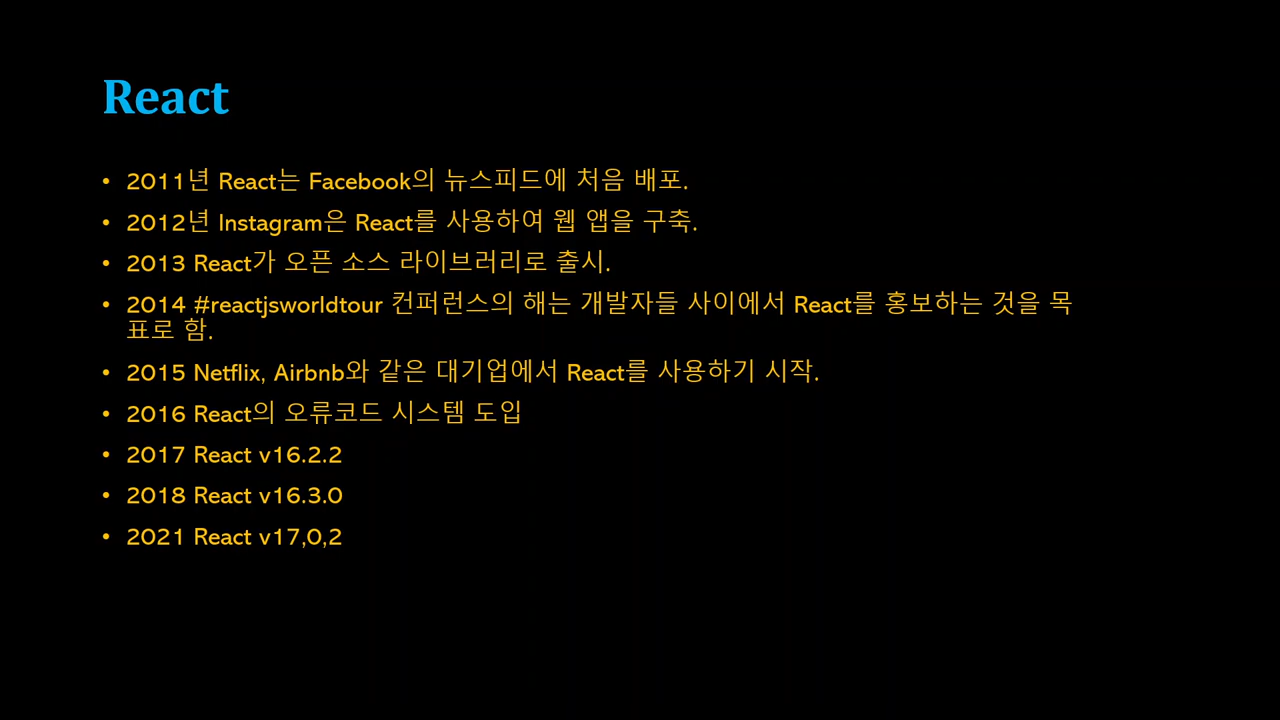 React
• 2011년 React는 Facebook의 뉴스피드에 처음 배포.
• 2012년 Instagram은 React를 사용하여 웹 앱을 구축.
• 2013 React가 오픈 소스 라이브러리로 출시.
• 2014 #reactjsworldtour 컨퍼런스의 해는 개발자들 사이에서 React를 홍보하는 것을 목
표로 함.
• 2015 Netflix, Airbnb와 같은 대기업에서 React를 사용하기 시작.
• 2016 React의 오류코드 시스템 도입
• 2017 React v16.2.2
• 2018 React v16.3.0
• 2021 React v17,0,2